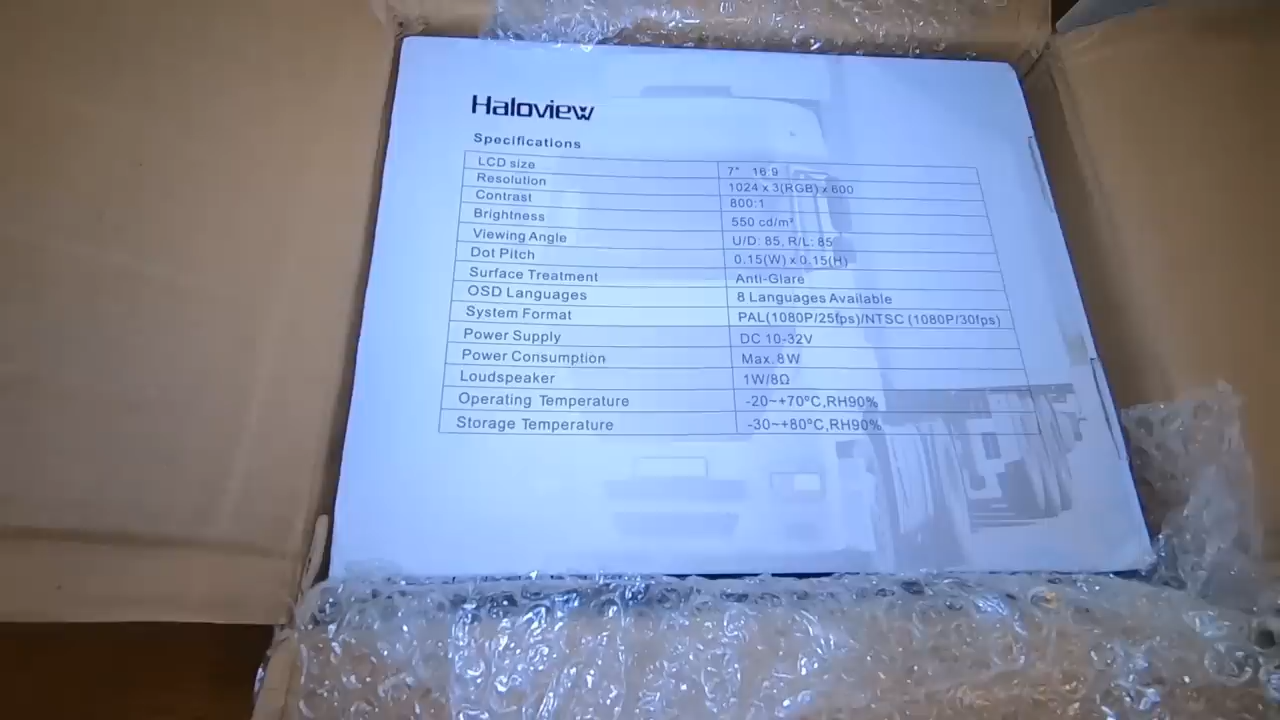 Haloview
Specifications
LCD size 7" 16:9
Resolution 1024 x 3(RGB) x 600
Contrast 800:1
Brightness 550 cd/m²
Viewing Angle U/D: 85, R/L: 85
Dot Pitch 0.15(W) x 0.15(H)
Surface Treatment Anti-Glare
OSD Languages 8 Languages Available
System Format PAL(1080P/25fps)/NTSC (1080P/30fps)
Power Supply DC 10-32V
Power Consumption Max. 8W
Loudspeaker 1W/8Ω
Operating Temperature -20~+70ºC,RH90%
Storage Temperature -30~+80ºC,RH90%